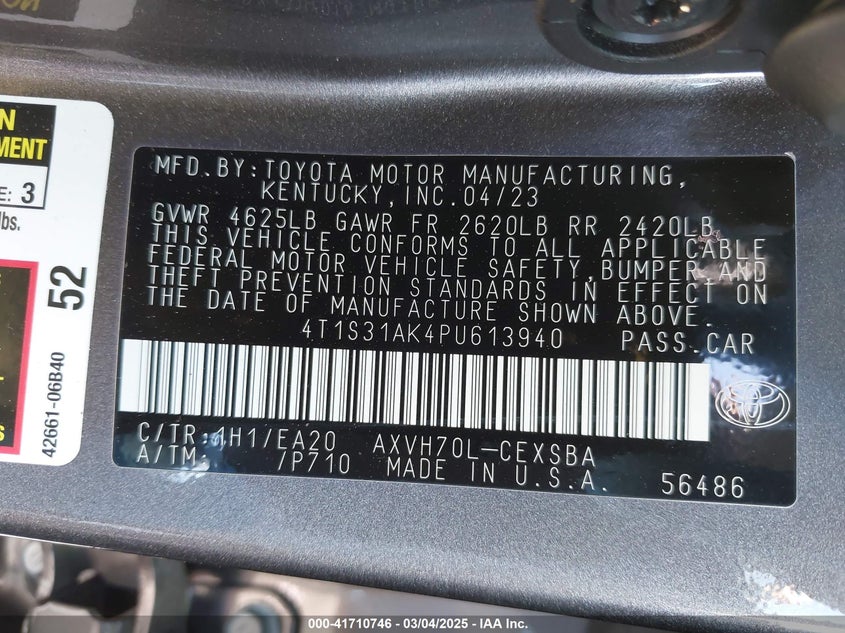 MFD.BY:TOYOTA MOTOR MANUFACTURING,
KENTUCKY,INC.04/23
GVWR 4625LB GAWR FR 2620LB RR 2420LB
THIS VEHICLE CONFORMS TO ALL APPLICABLE
FEDERAL MOTOR VEHICLE SAFETY,BUMPER AND
THEFT PREVENTION STANDARDS IN EFFECT ON
THE DATE OF MANUFACTURE SHOWN ABOVE.
4T1S31AK4PU613940 PASS.CAR
C/TR:1H1/EA20 AXVH70L-CEXSBA
A/TM: /P710 MADE IN U.S.A. 56486
MENT
3
lbs.
52
42661-06B40
000-41710746 — 03/04/2025 — IAA Inc.